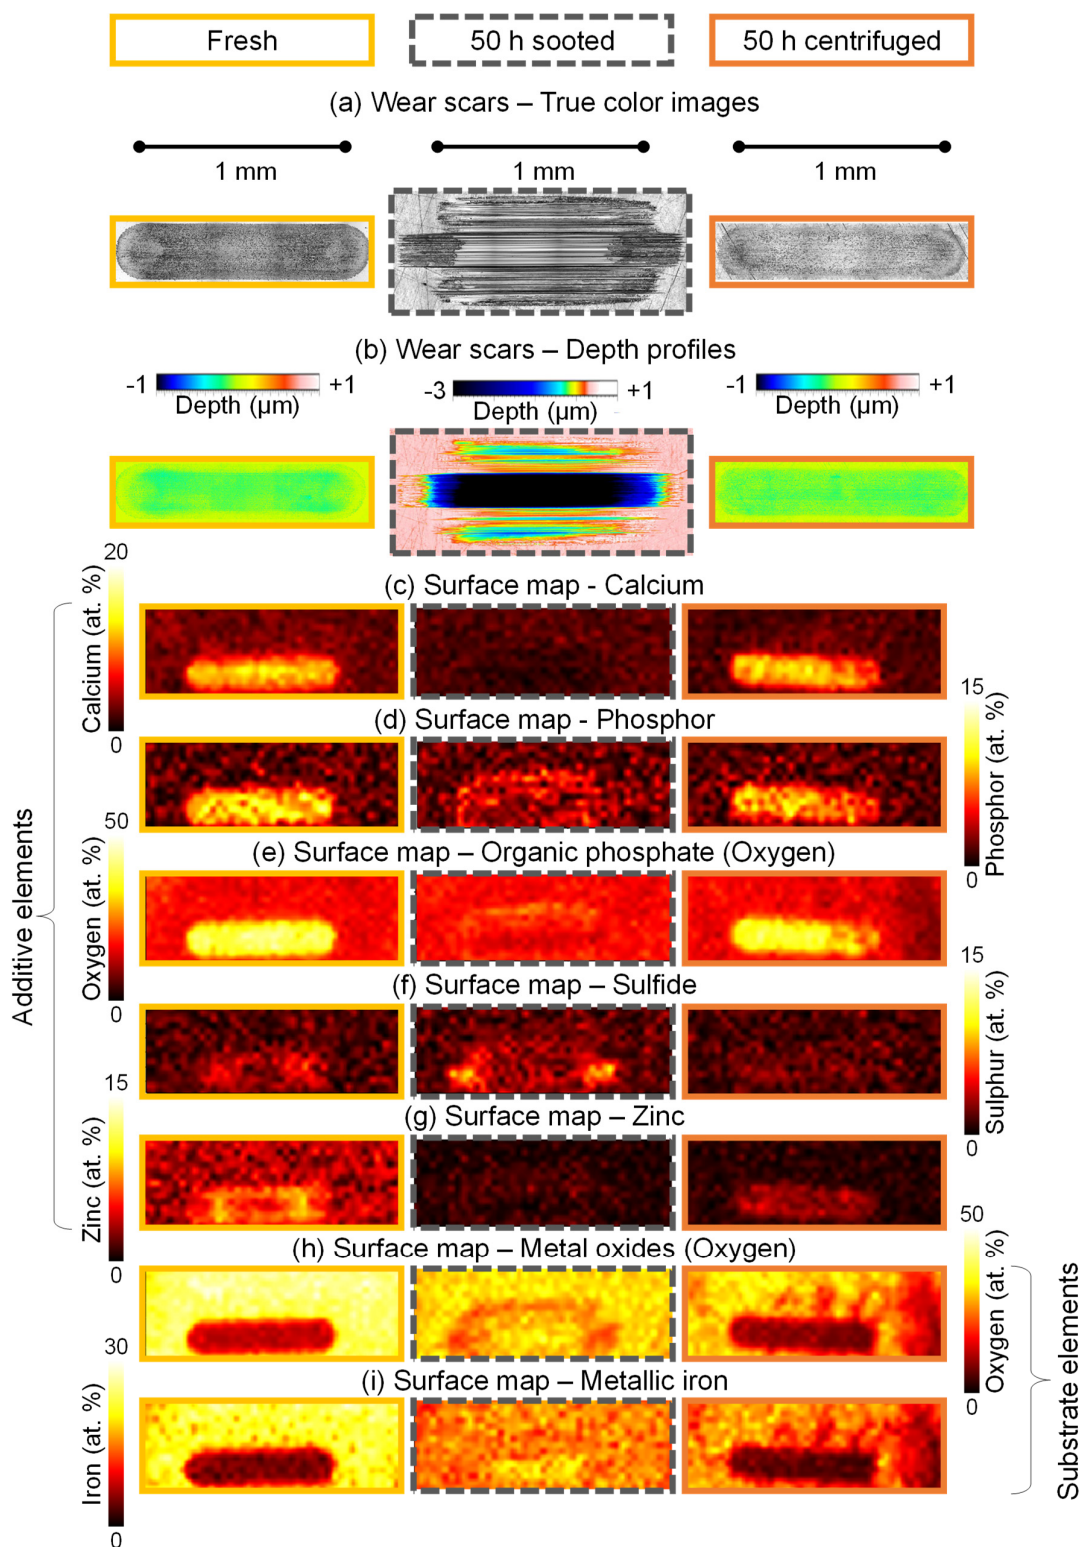 Fresh
50 h sooted
50 h centrifuged
(a) Wear scars – True color images
1 mm
1 mm
1 mm
(b) Wear scars – Depth profiles
-1
+1
Depth (µm)
-3
+1
Depth (µm)
-1
+1
Depth (µm)
Additive elements
20
Calcium (at. %)
0
(c) Surface map - Calcium
15
Phosphor (at. %)
0
(d) Surface map - Phosphor
50
Oxygen (at. %)
0
(e) Surface map – Organic phosphate (Oxygen)
15
Sulphur (at. %)
0
(f) Surface map – Sulfide
15
Zinc (at. %)
0
(g) Surface map – Zinc
50
Oxygen (at. %)
0
(h) Surface map – Metal oxides (Oxygen)
30
Iron (at. %)
0
(i) Surface map – Metallic iron
Substrate elements